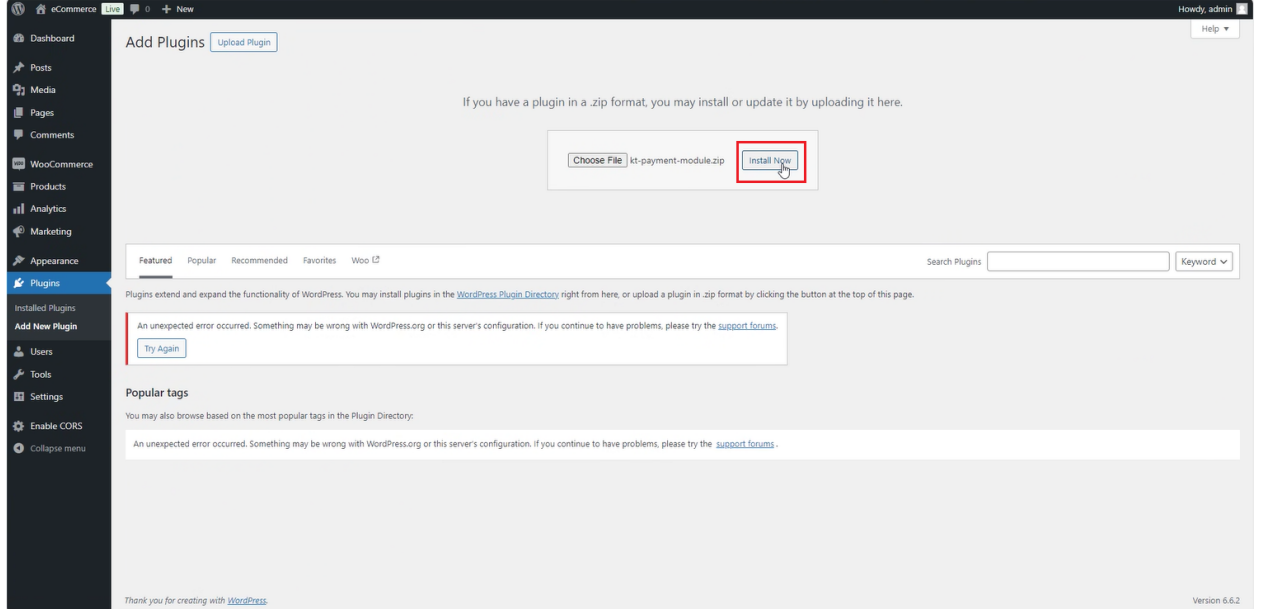 eCommerce Live 0 + New Howdy, admin
Help
Dashboard
Posts
Media
Pages
Comments
WooCommerce
Products
Analytics
Marketing
Appearance
Plugins
Installed Plugins
Add New Plugin
Users
Tools
Settings
Enable CORS
Collapse menu
Add Plugins Upload Plugin
If you have a plugin in a .zip format, you may install or update it by uploading it here.
Choose File kt-payment-module.zip Install Now
Featured Popular Recommended Favorites Woo Search Plugins Keyword
Plugins extend and expand the functionality of WordPress. You may install plugins in the WordPress Plugin Directory right from here, or upload a plugin in .zip format by clicking the button at the top of this page.
An unexpected error occurred. Something may be wrong with WordPress.org or this server's configuration. If you continue to have problems, please try the support forums.
Try Again
Popular tags
You may also browse based on the most popular tags in the Plugin Directory:
An unexpected error occurred. Something may be wrong with WordPress.org or this server's configuration. If you continue to have problems, please try the support forums .
Thank you for creating with WordPress. Version 6.6.2